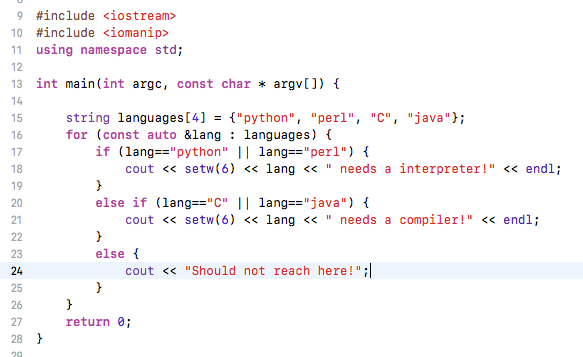 9 #include <iostream>
10 #include <iomanip>
11 using namespace std;
12
13 int main(int argc, const char * argv[]) {
14
15     string languages[4] = {"python", "perl", "C", "java"};
16     for (const auto &lang : languages) {
17         if (lang=="python" || lang=="perl") {
18             cout << setw(6) << lang << " needs a interpreter!" << endl;
19         }
20         else if (lang=="C" || lang=="java") {
21             cout << setw(6) << lang << " needs a compiler!" << endl;
22         }
23         else {
24             cout << "Should not reach here!";
25         }
26     }
27     return 0;
28 }